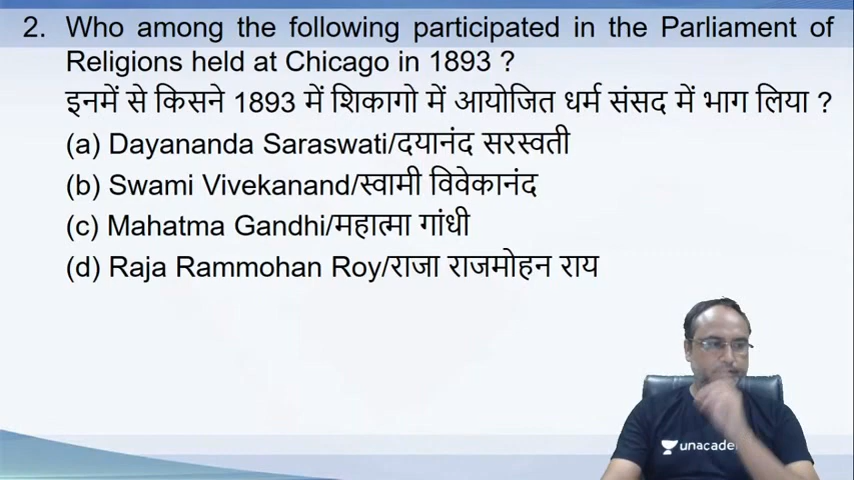 2. Who among the following participated in the Parliament of
Religions held at Chicago in 1893 ?
इनमें से किसने 1893 में शिकागो में आयोजित धर्म संसद में भाग लिया ?
(a) Dayananda Saraswati/दयानंद सरस्वती
(b) Swami Vivekanand/स्वामी विवेकानंद
(c) Mahatma Gandhi/महात्मा गांधी
(d) Raja Rammohan Roy/राजा राजमोहन राय
unacade